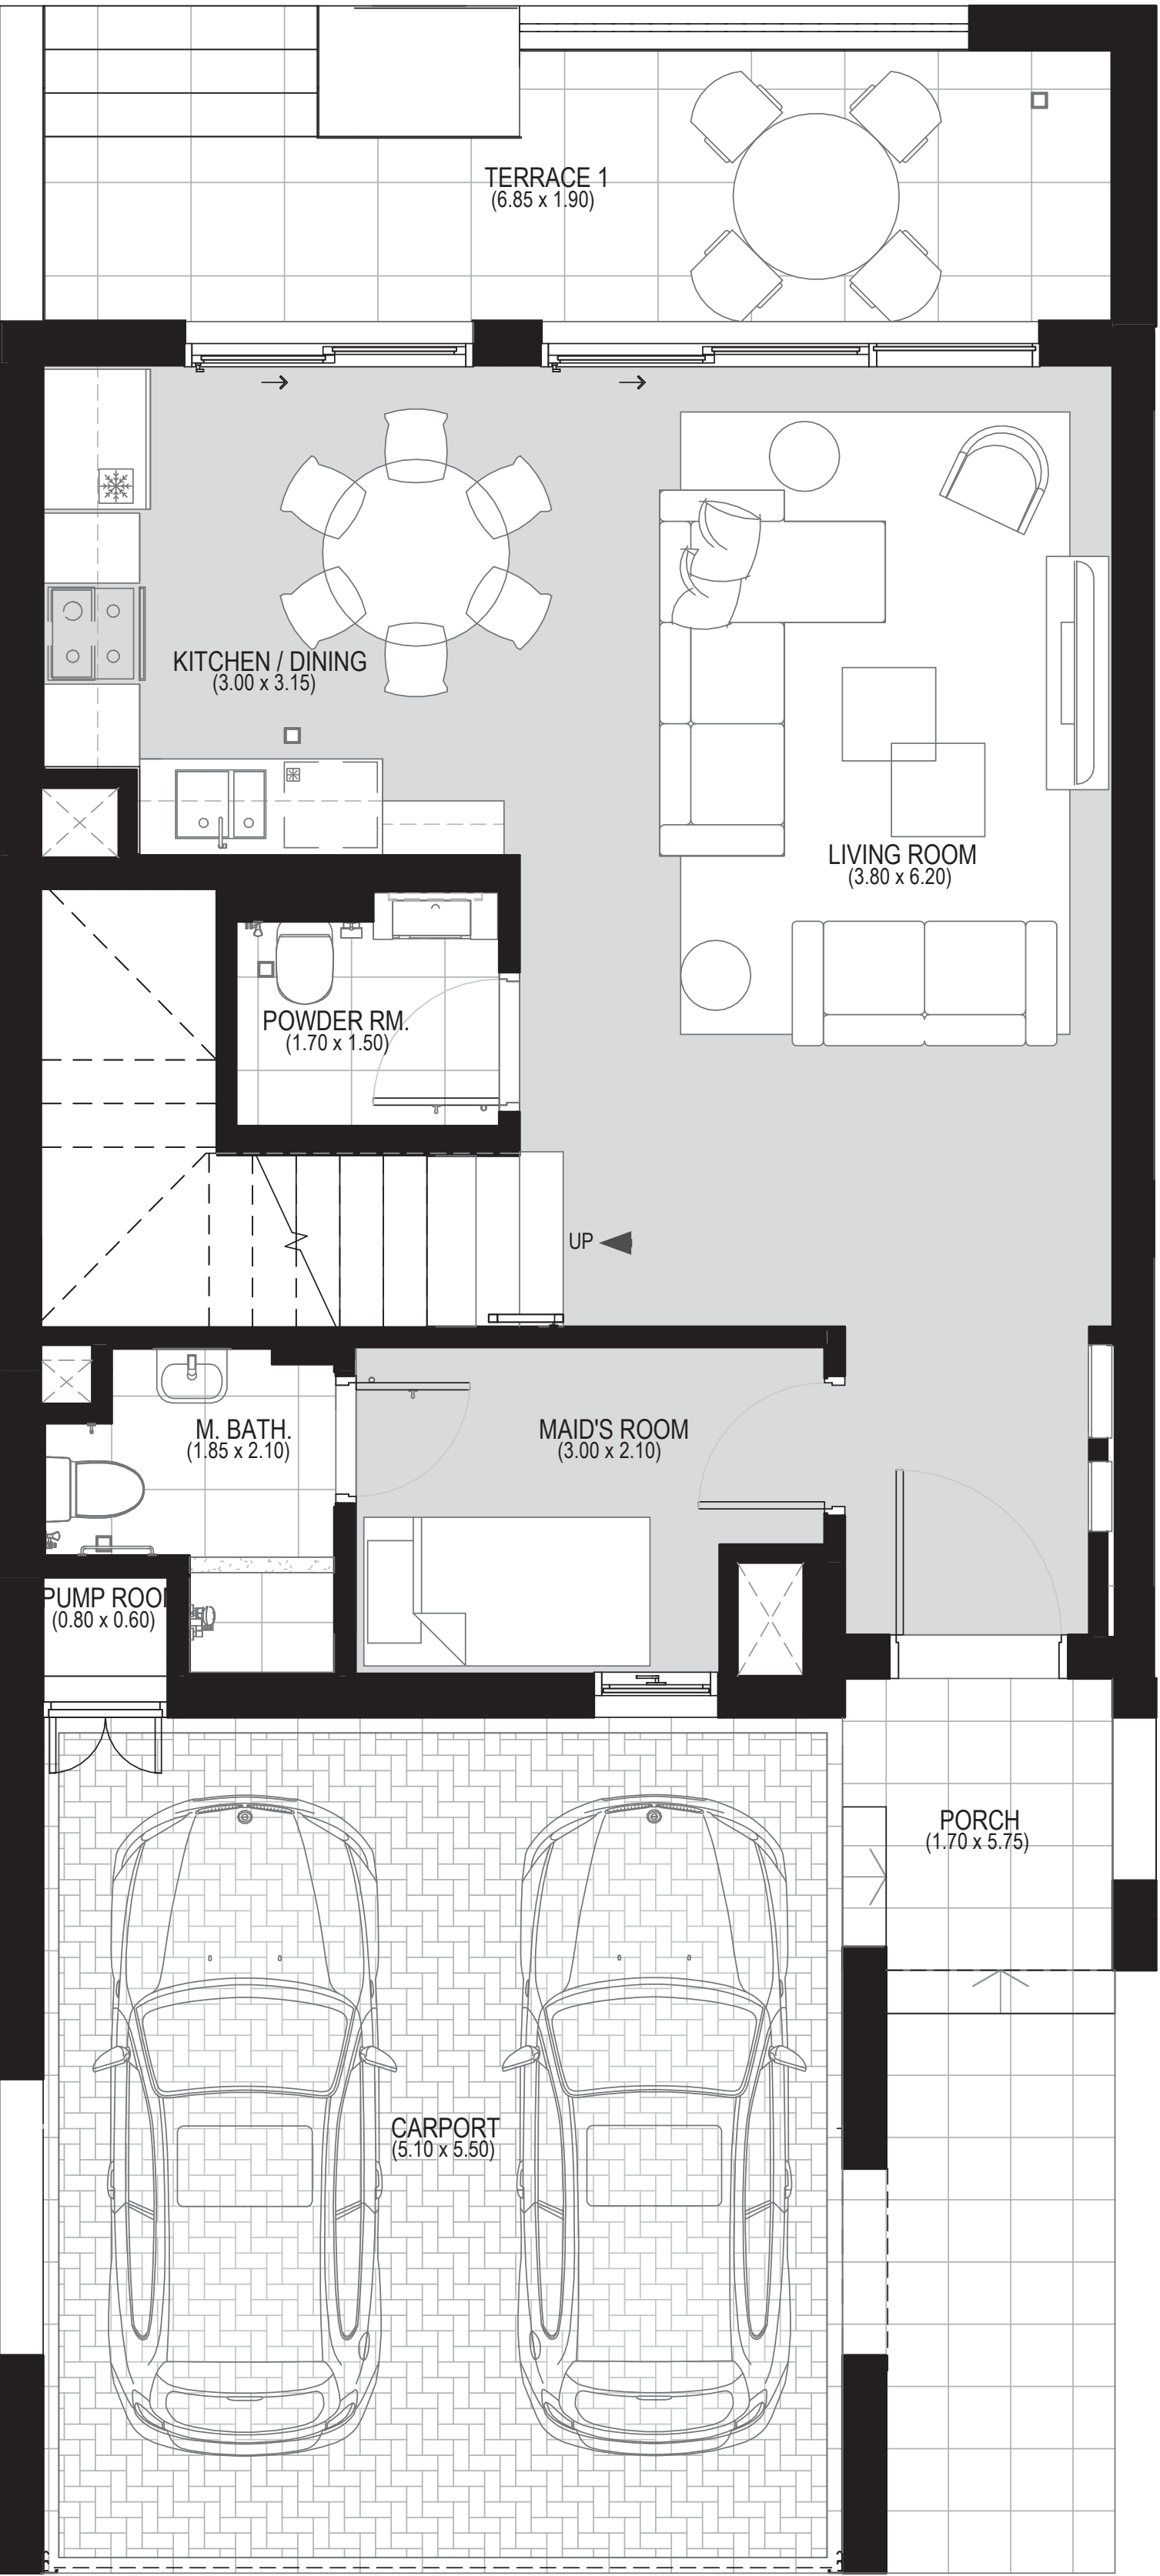 TERRACE 1
(6.85 x 1.90)
KITCHEN / DINING
(3.00 x 3.15)
LIVING ROOM
(3.80 x 6.20)
POWDER RM.
(1.70 x 1.50)
UP
M. BATH.
(1.85 x 2.10)
MAID'S ROOM
(3.00 x 2.10)
PUMP ROO
(0.80 x 0.60)
PORCH
(1.70 x 5.75)
CARPORT
(5.10 x 5.50)